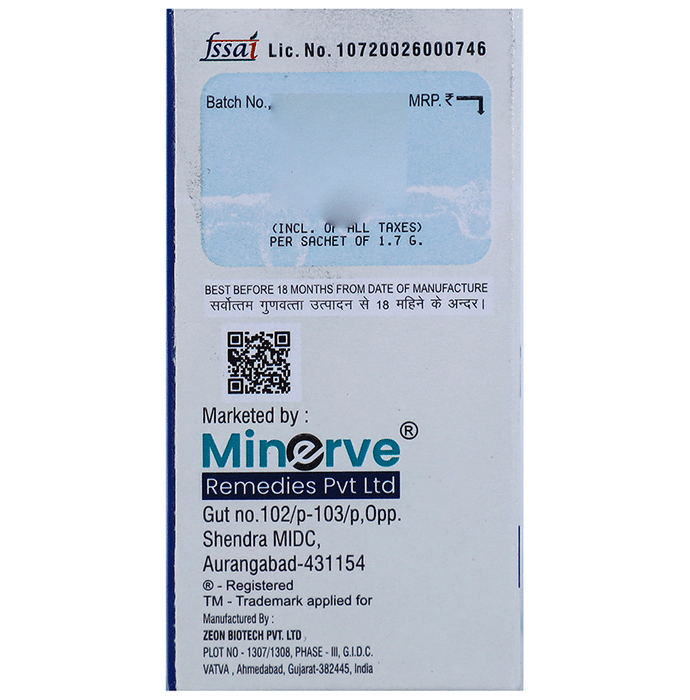 fssai Lic. No. 10720026000746
Batch No., MRP. ₹
(INCL. OF ALL TAXES)
PER SACHET OF 1.7 G.
BEST BEFORE 18 MONTHS FROM DATE OF MANUFACTURE
सर्वोत्तम गुणवत्ता उत्पादन से 18 महिने के अन्दर।
Marketed by :
Minerve®
Remedies Pvt Ltd
Gut no.102/p-103/p,Opp.
Shendra MIDC,
Aurangabad-431154
® - Registered
TM - Trademark applied for
Manufactured By :
ZEON BIOTECH PVT. LTD,
PLOT NO - 1307/1308, PHASE - III, G.I.D.C.
VATVA , Ahmedabad, Gujarat-382445, India